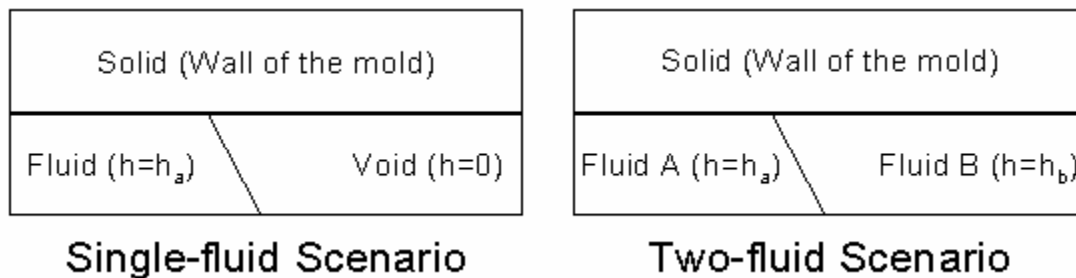 Solid (Wall of the mold)
Fluid (h=hₐ)
Void (h=0)
Single-fluid Scenario
Solid (Wall of the mold)
Fluid A (h=hₐ)
Fluid B (h=h_b)
Two-fluid Scenario